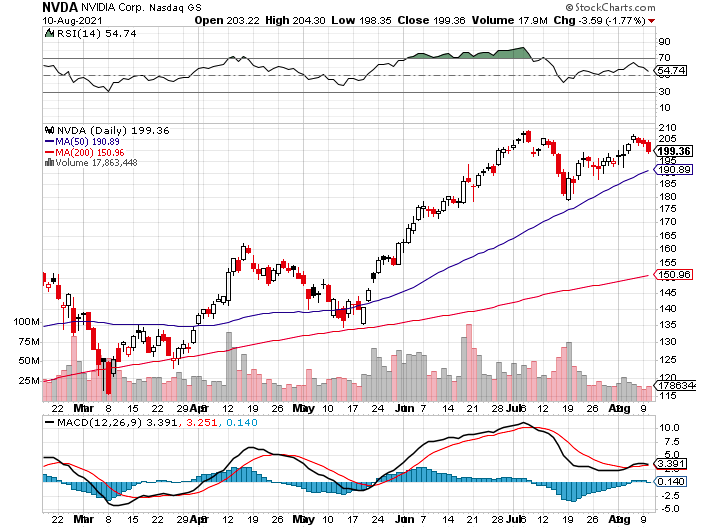 NVDA NVIDIA Corp. Nasdaq GS © StockCharts.com
10-Aug-2021 Open 203.22 High 204.30 Low 198.35 Close 199.36 Volume 17.9M Chg -3.59 (-1.77%)
RSI(14) 54.74
90
70
54.74
30
10
NVDA (Daily) 199.36
MA(50) 190.89
MA(200) 150.96
Volume 17,863,448
210
205
199.36
195
190.89
185
180
175
170
165
160
155
150.96
145
140
135
130
125
120
115
100M
75M
50M
25M
17863448
22 Mar 8 15 22 29 Apr 12 19 26 May 10 17 24 Jun 7 14 21 28 Jul 6 12 19 26 Aug 9
MACD(12,26,9) 3.391, 3.251, 0.140
10.0
7.5
5.0
3.391
0.140
-2.5
-5.0
22 Mar 8 15 22 29 Apr 12 19 26 May 10 17 24 Jun 7 14 21 28 Jul 6 12 19 26 Aug 9